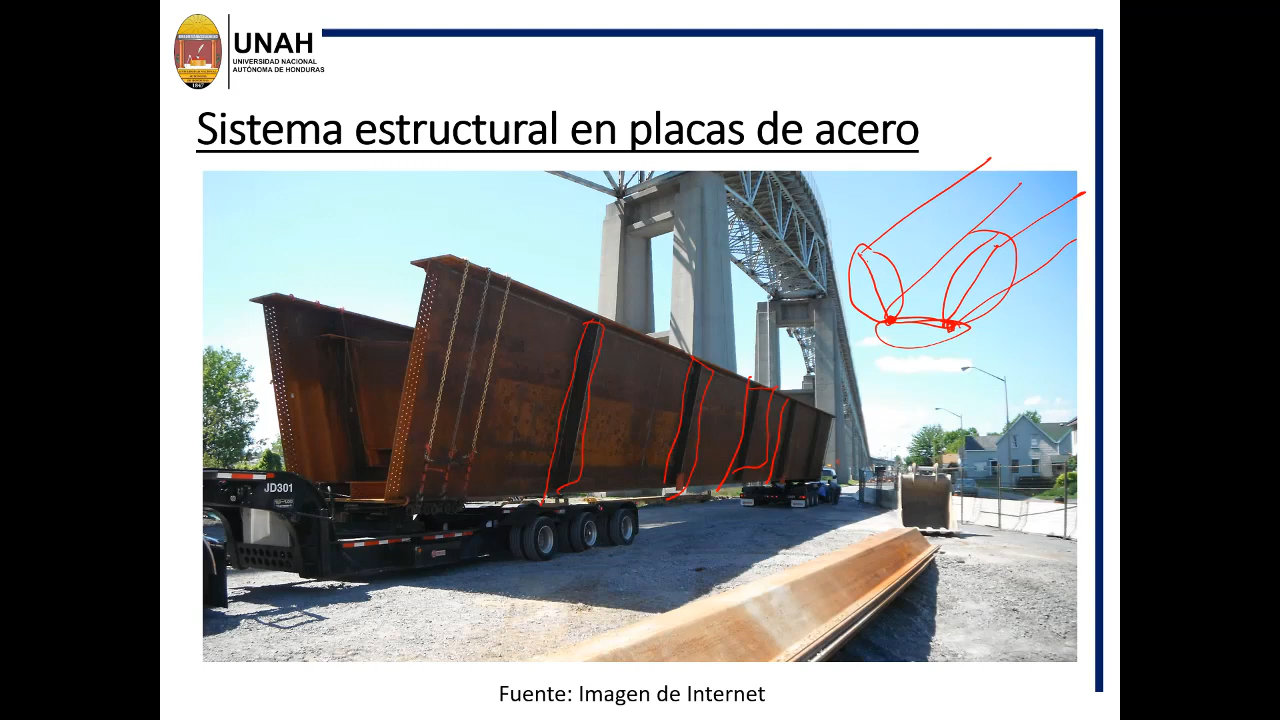 UNAH
UNIVERSIDAD NACIONAL
AUTÓNOMA DE HONDURAS
Sistema estructural en placas de acero
JD301
Fuente: Imagen de Internet